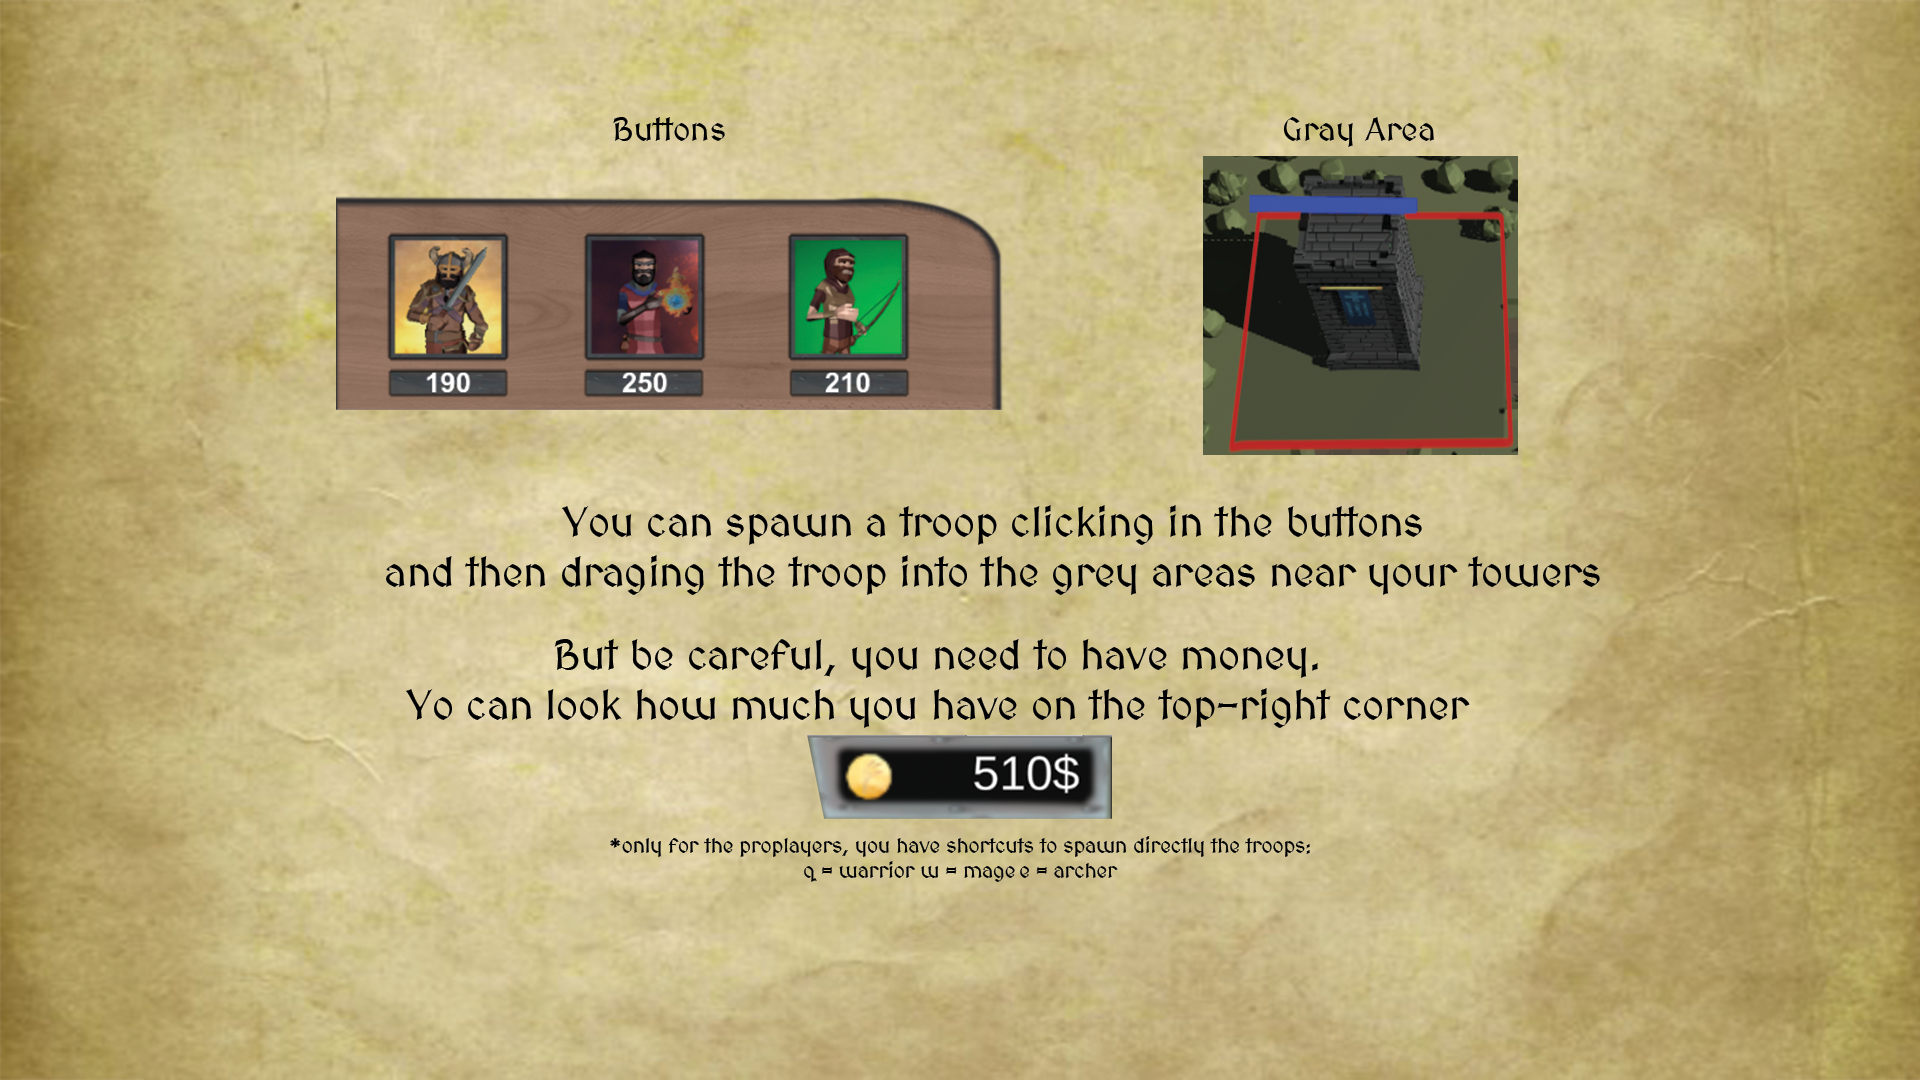 Buttons
Gray Area
190
250
210
You can spawn a troop clicking in the buttons
and then draging the troop into the grey areas near your towers
But be careful, you need to have money.
Yo can look how much you have on the top-right corner
510$
*only for the proplayers, you have shortcuts to spawn directly the troops:
q = warrior w = mage e = archer